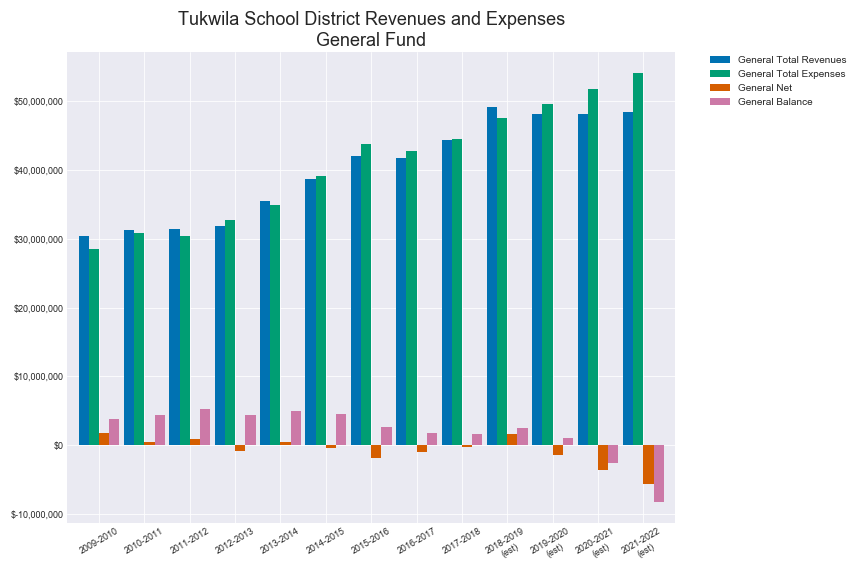 Tukwila School District Revenues and Expenses
General Fund
General Total Revenues
General Total Expenses
General Net
General Balance
$50,000,000
$40,000,000
$30,000,000
$20,000,000
$10,000,000
$0
$-10,000,000
2009-2010
2010-2011
2011-2012
2012-2013
2013-2014
2014-2015
2015-2016
2016-2017
2017-2018
2018-2019
(est)
2019-2020
(est)
2020-2021
(est)
2021-2022
(est)